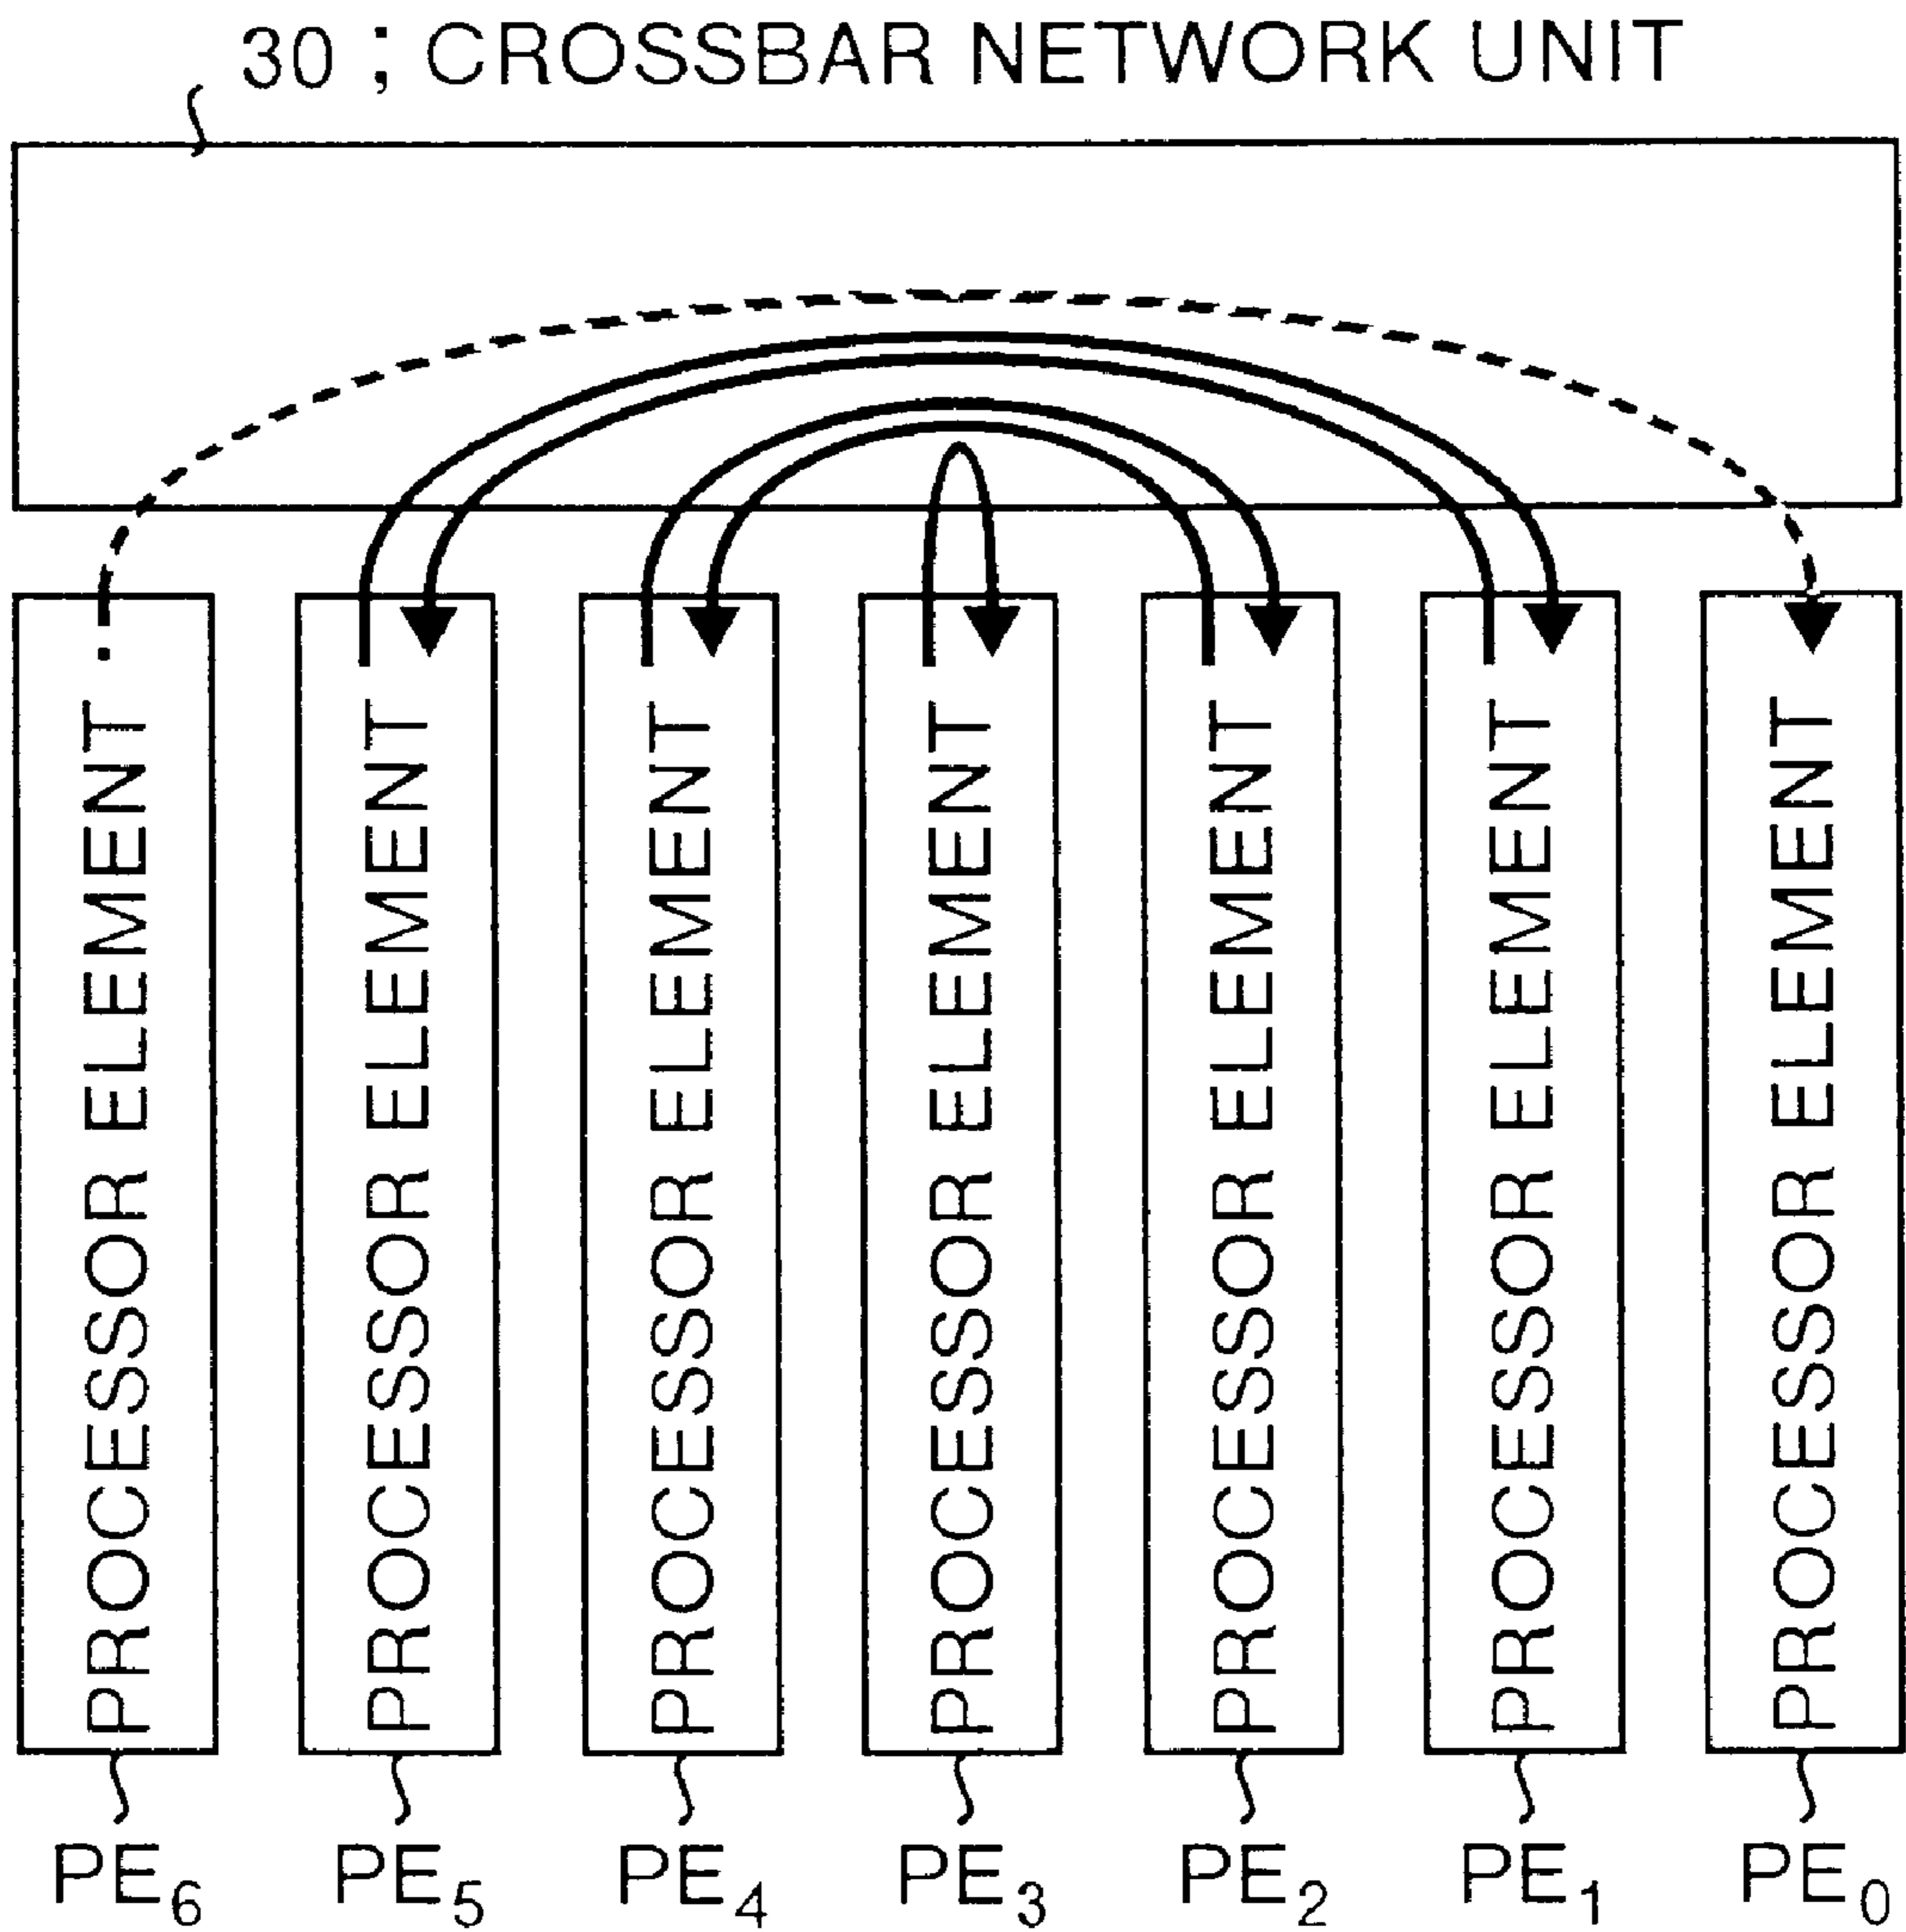 30 ; CROSSBAR NETWORK UNIT
PROCESSOR ELEMENT
PROCESSOR ELEMENT
PROCESSOR ELEMENT
PROCESSOR ELEMENT
PROCESSOR ELEMENT
PROCESSOR ELEMENT
PROCESSOR ELEMENT
PE6 PE5 PE4 PE3 PE2 PE1 PE0